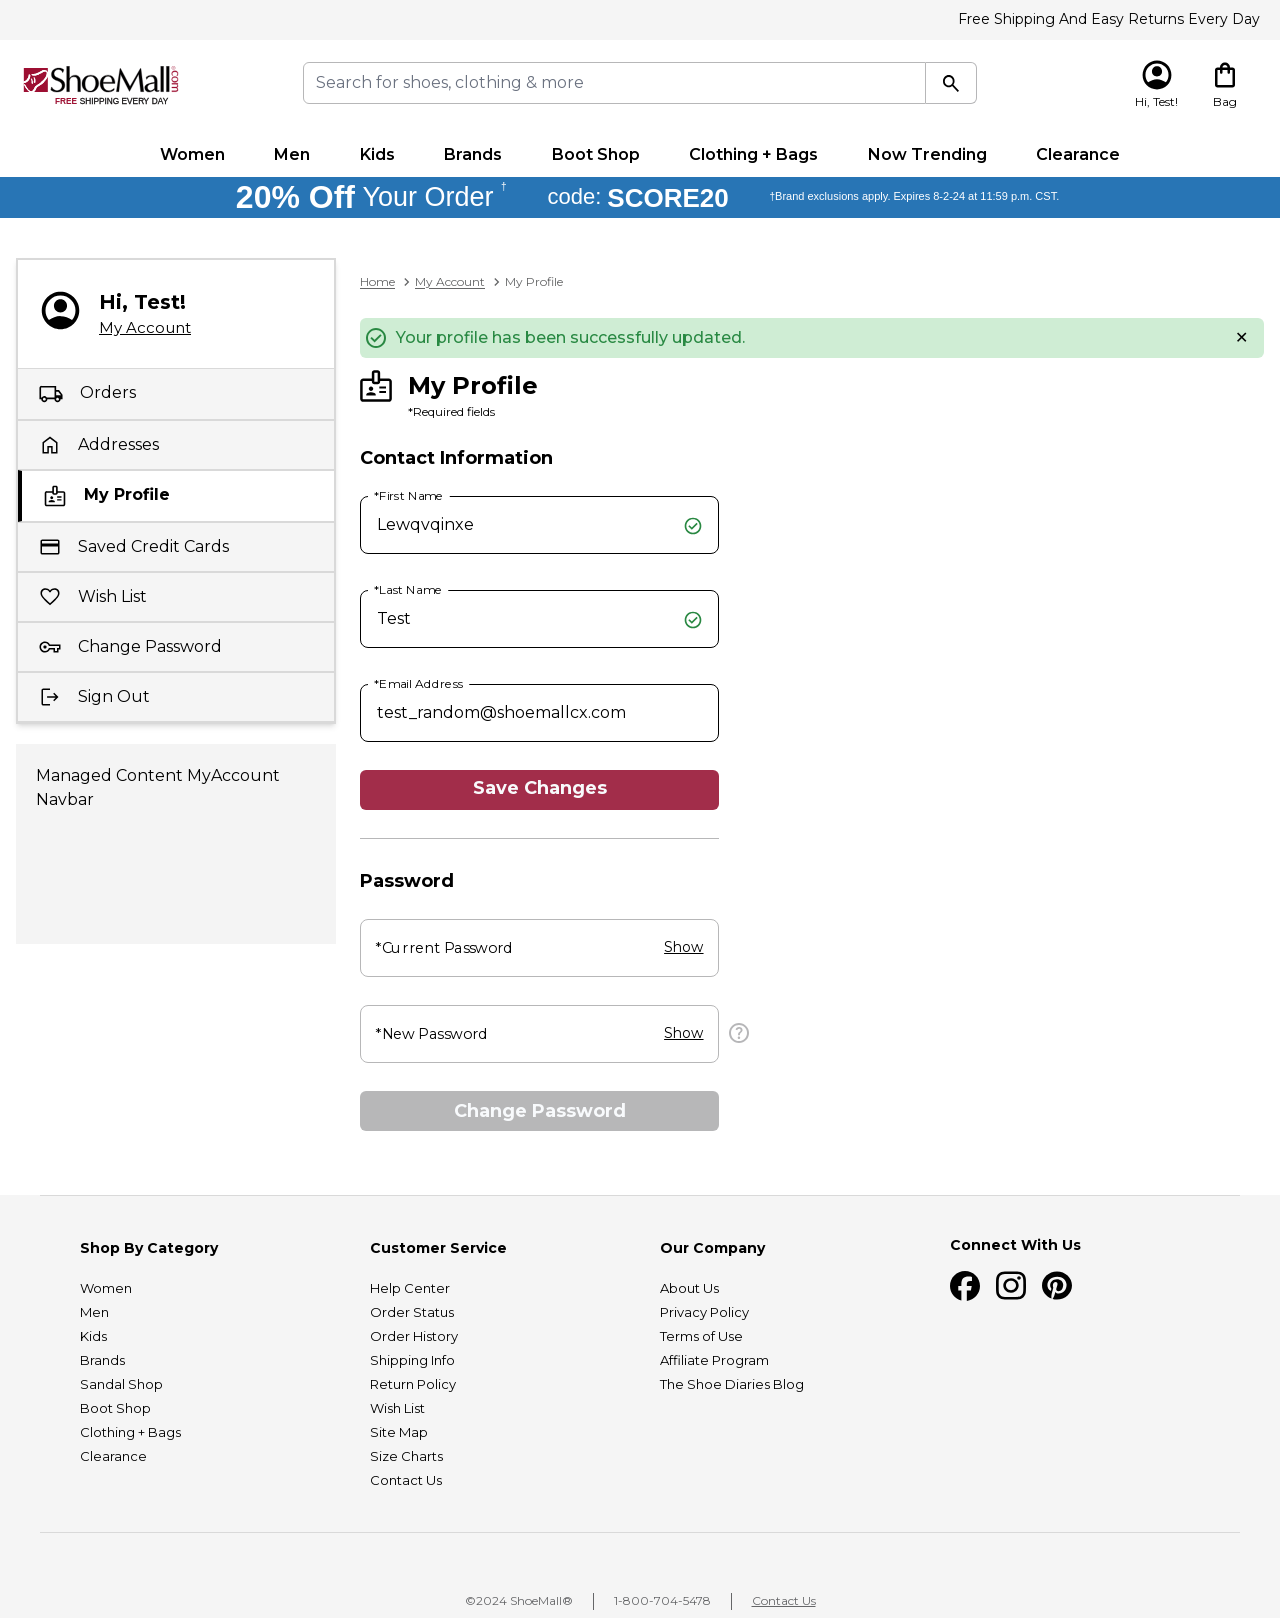 Free Shipping And Easy Returns Every Day
ShoeMall.com
FREE SHIPPING EVERY DAY
Search for shoes, clothing & more
Hi, Test!
Bag
Women Men Kids Brands Boot Shop Clothing + Bags Now Trending Clearance
20% Off Your Order † code: SCORE20 †Brand exclusions apply. Expires 8-2-24 at 11:59 p.m. CST.
Hi, Test!
My Account
Orders
Addresses
My Profile
Saved Credit Cards
Wish List
Change Password
Sign Out
Managed Content MyAccount
Navbar
Home > My Account > My Profile
Your profile has been successfully updated. ✕
My Profile
*Required fields
Contact Information
*First Name
Lewqvqinxe
*Last Name
Test
*Email Address
test_random@shoemallcx.com
Save Changes
Password
*Current Password Show
*New Password Show
?
Change Password
Shop By Category
Women
Men
Kids
Brands
Sandal Shop
Boot Shop
Clothing + Bags
Clearance
Customer Service
Help Center
Order Status
Order History
Shipping Info
Return Policy
Wish List
Site Map
Size Charts
Contact Us
Our Company
About Us
Privacy Policy
Terms of Use
Affiliate Program
The Shoe Diaries Blog
Connect With Us
©2024 ShoeMall® | 1-800-704-5478 | Contact Us